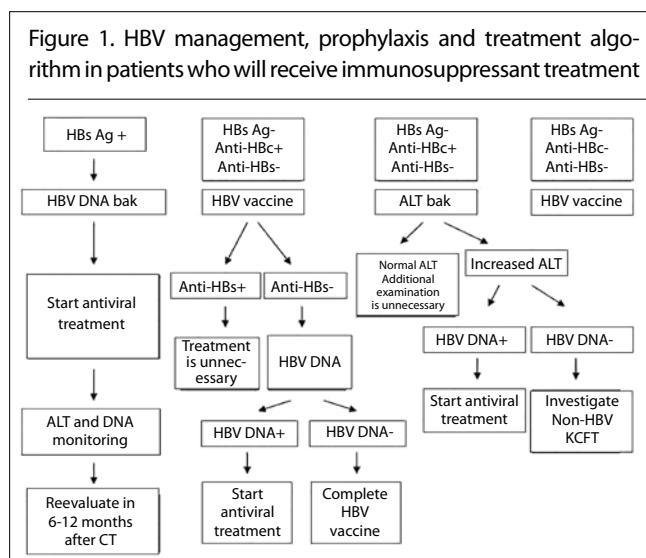 Figure 1. HBV management, prophylaxis and treatment algo-
rithm in patients who will receive immunosuppressant treatment
HBs Ag +
HBV DNA bak
Start antiviral
treatment
ALT and DNA
monitoring
Reevaluate in
6-12 months
after CT
HBs Ag-
Anti-HBc+
Anti-HBs-
HBV vaccine
Anti-HBs+
Anti-HBs-
Treatment
is unnec-
essary
HBV DNA
HBV DNA+
HBV DNA-
Start
antiviral
treatment
Complete
HBV
vaccine
HBs Ag-
Anti-HBc+
Anti-HBs-
ALT bak
Normal ALT
Additional
examination
is unnecessary
Increased ALT
HBV DNA+
HBV DNA-
Start antiviral
treatment
Investigate
Non-HBV
KCFT
HBs Ag-
Anti-HBc-
Anti-HBs-
HBV vaccine